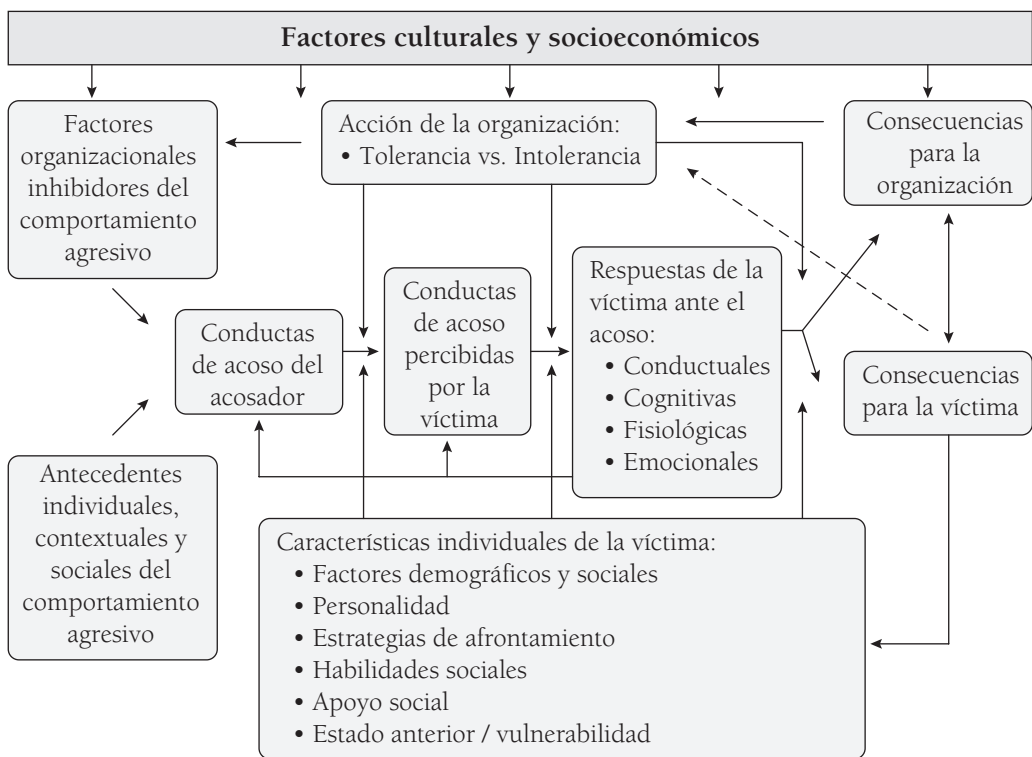 Factores culturales y socioeconómicos
Factores
organizacionales
inhibidores del
comportamiento
agresivo
Acción de la organización:
• Tolerancia vs. Intolerancia
Consecuencias
para la
organización
Conductas
de acoso del
acosador
Conductas
de acoso
percibidas
por la
víctima
Respuestas de la
víctima ante el
acoso:
• Conductuales
• Cognitivas
• Fisiológicas
• Emocionales
Consecuencias
para la víctima
Antecedentes
individuales,
contextuales y
sociales del
comportamiento
agresivo
Características individuales de la víctima:
• Factores demográficos y sociales
• Personalidad
• Estrategias de afrontamiento
• Habilidades sociales
• Apoyo social
• Estado anterior / vulnerabilidad